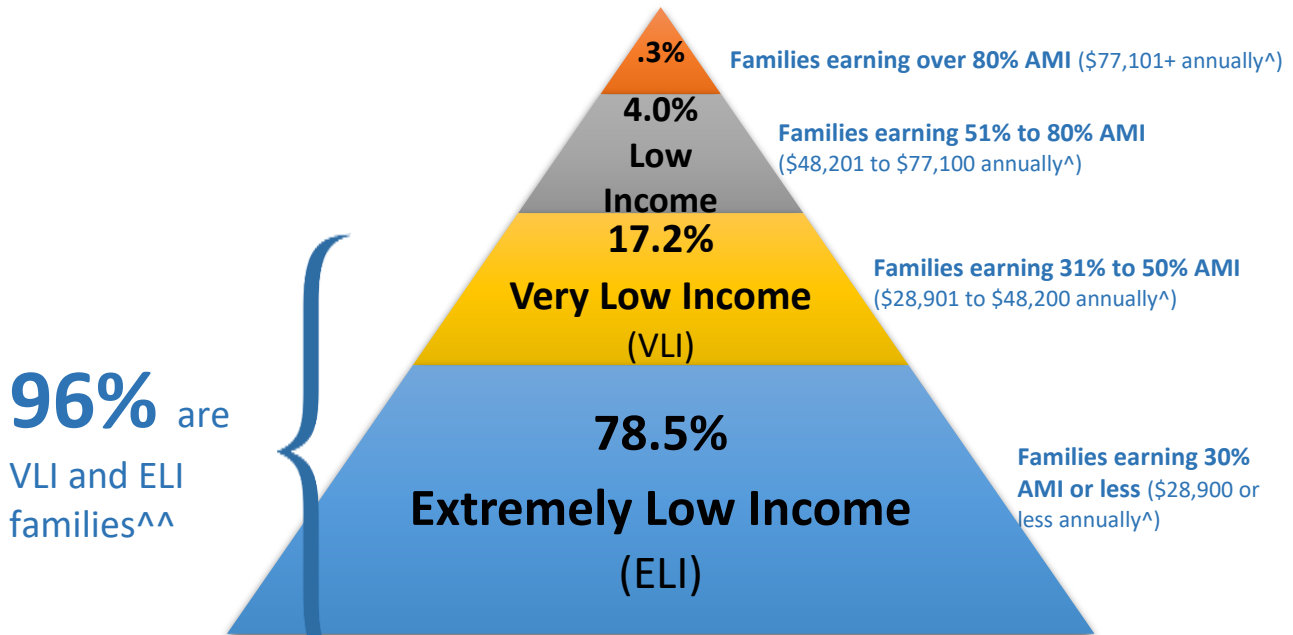 .3%
Families earning over 80% AMI ($77,101+ annually^)
4.0%
Low
Income
Families earning 51% to 80% AMI
($48,201 to $77,100 annually^)
17.2%
Very Low Income
(VLI)
Families earning 31% to 50% AMI
($28,901 to $48,200 annually^)
96% are
VLI and ELI
families^^
78.5%
Extremely Low Income
(ELI)
Families earning 30%
AMI or less ($28,900 or
less annually^)